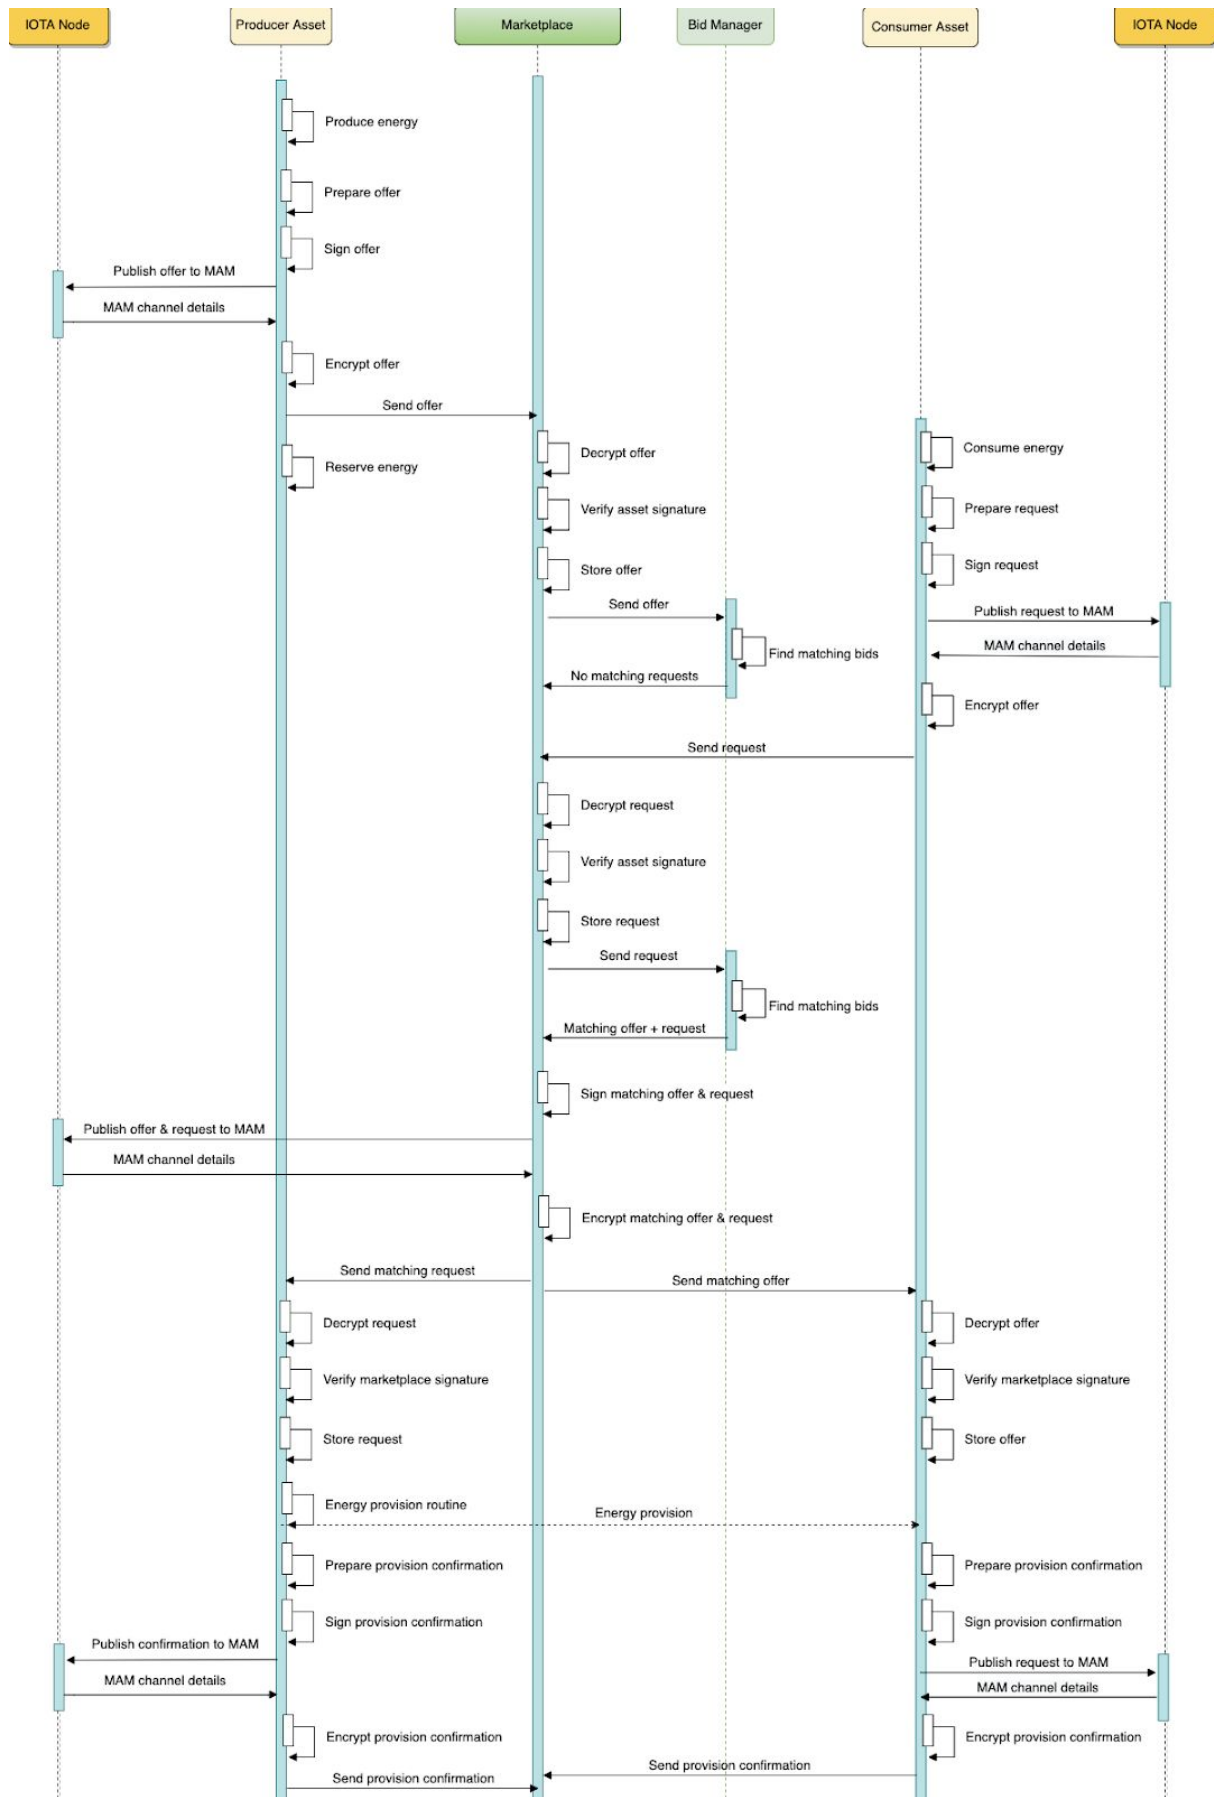 IOTA Node
Producer Asset
Marketplace
Bid Manager
Consumer Asset
IOTA Node
Produce energy
Prepare offer
Sign offer
Publish offer to MAM
MAM channel details
Encrypt offer
Send offer
Decrypt offer
Consume energy
Reserve energy
Verify asset signature
Prepare request
Store offer
Sign request
Send offer
Publish request to MAM
Find matching bids
MAM channel details
No matching requests
Encrypt offer
Send request
Decrypt request
Verify asset signature
Store request
Send request
Find matching bids
Matching offer + request
Sign matching offer & request
Publish offer & request to MAM
MAM channel details
Encrypt matching offer & request
Send matching request
Send matching offer
Decrypt request
Decrypt offer
Verify marketplace signature
Verify marketplace signature
Store request
Store offer
Energy provision routine
Energy provision
Prepare provision confirmation
Prepare provision confirmation
Sign provision confirmation
Sign provision confirmation
Publish confirmation to MAM
Publish request to MAM
MAM channel details
MAM channel details
Encrypt provision confirmation
Encrypt provision confirmation
Send provision confirmation
Send provision confirmation